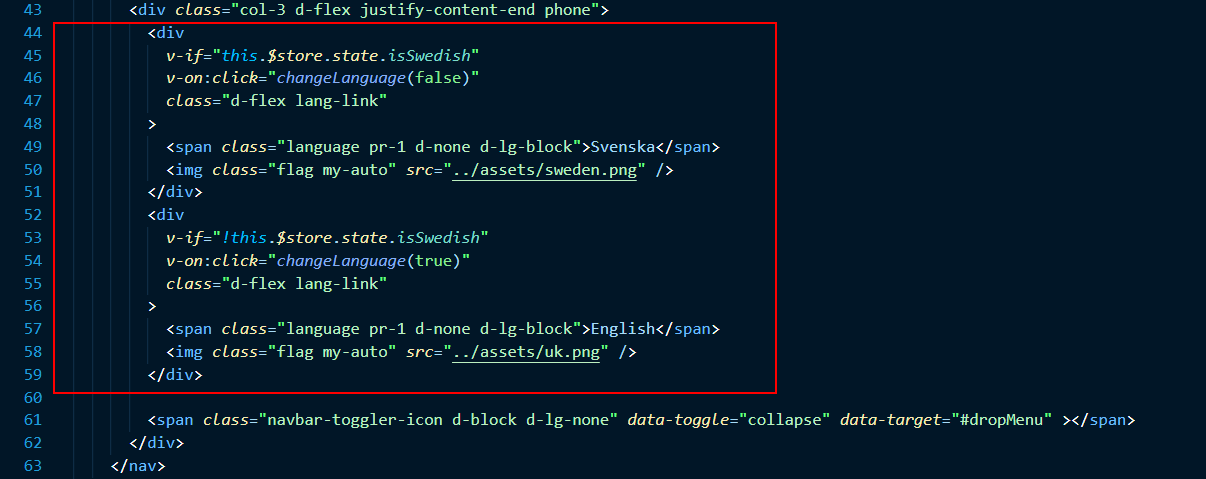 43 <div class="col-3 d-flex justify-content-end phone">
44 <div
45 v-if="this.$store.state.isSwedish"
46 v-on:click="changeLanguage(false)"
47 class="d-flex lang-link"
48 >
49 <span class="language pr-1 d-none d-lg-block">Svenska</span>
50 <img class="flag my-auto" src="../assets/sweden.png" />
51 </div>
52 <div
53 v-if="!this.$store.state.isSwedish"
54 v-on:click="changeLanguage(true)"
55 class="d-flex lang-link"
56 >
57 <span class="language pr-1 d-none d-lg-block">English</span>
58 <img class="flag my-auto" src="../assets/uk.png" />
59 </div>
60
61 <span class="navbar-toggler-icon d-block d-lg-none" data-toggle="collapse" data-target="#dropMenu" ></span>
62 </div>
63 </nav>